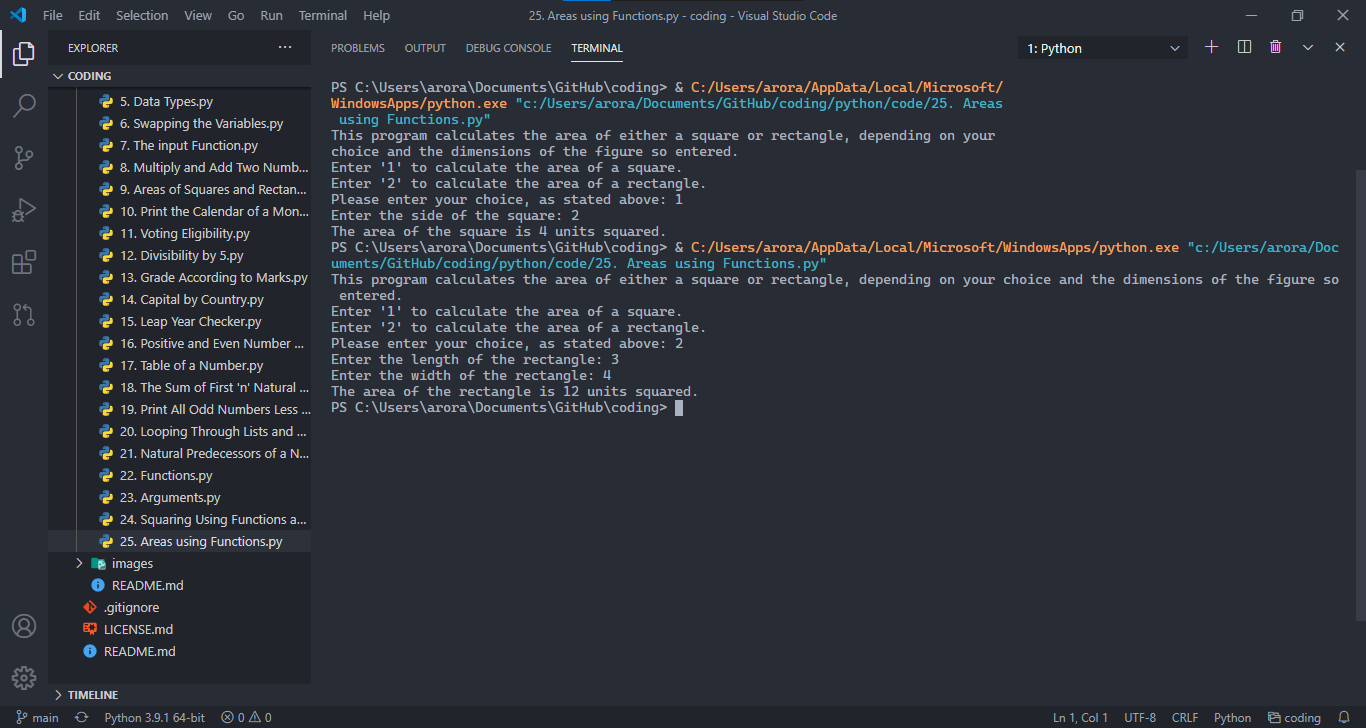 File Edit Selection View Go Run Terminal Help
25. Areas using Functions.py - coding - Visual Studio Code
EXPLORER
PROBLEMS OUTPUT DEBUG CONSOLE TERMINAL
1: Python
CODING
5. Data Types.py
6. Swapping the Variables.py
7. The input Function.py
8. Multiply and Add Two Numb...
9. Areas of Squares and Rectan...
10. Print the Calendar of a Mon...
11. Voting Eligibility.py
12. Divisibility by 5.py
13. Grade According to Marks.py
14. Capital by Country.py
15. Leap Year Checker.py
16. Positive and Even Number ...
17. Table of a Number.py
18. The Sum of First 'n' Natural ...
19. Print All Odd Numbers Less ...
20. Looping Through Lists and ...
21. Natural Predecessors of a N...
22. Functions.py
23. Arguments.py
24. Squaring Using Functions a...
25. Areas using Functions.py
images
README.md
.gitignore
LICENSE.md
README.md
TIMELINE
PS C:\Users\arora\Documents\GitHub\coding> & C:/Users/arora/AppData/Local/Microsoft/
WindowsApps/python.exe "c:/Users/arora/Documents/GitHub/coding/python/code/25. Areas
using Functions.py"
This program calculates the area of either a square or rectangle, depending on your
choice and the dimensions of the figure so entered.
Enter '1' to calculate the area of a square.
Enter '2' to calculate the area of a rectangle.
Please enter your choice, as stated above: 1
Enter the side of the square: 2
The area of the square is 4 units squared.
PS C:\Users\arora\Documents\GitHub\coding> & C:/Users/arora/AppData/Local/Microsoft/WindowsApps/python.exe "c:/Users/arora/Doc
uments/GitHub/coding/python/code/25. Areas using Functions.py"
This program calculates the area of either a square or rectangle, depending on your choice and the dimensions of the figure so
entered.
Enter '1' to calculate the area of a square.
Enter '2' to calculate the area of a rectangle.
Please enter your choice, as stated above: 2
Enter the length of the rectangle: 3
Enter the width of the rectangle: 4
The area of the rectangle is 12 units squared.
PS C:\Users\arora\Documents\GitHub\coding>
main Python 3.9.1 64-bit 0 0 Ln 1, Col 1 UTF-8 CRLF Python coding